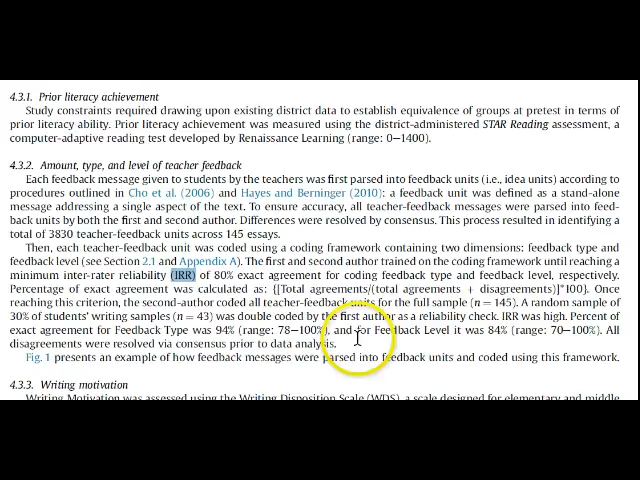 4.3.1. Prior literacy achievement
Study constraints required drawing upon existing district data to establish equivalence of groups at pretest in terms of
prior literacy ability. Prior literacy achievement was measured using the district-administered STAR Reading assessment, a
computer-adaptive reading test developed by Renaissance Learning (range: 0–1400).
4.3.2. Amount, type, and level of teacher feedback
Each feedback message given to students by the teachers was first parsed into feedback units (i.e., idea units) according to
procedures outlined in Cho et al. (2006) and Hayes and Berninger (2010): a feedback unit was defined as a stand-alone
message addressing a single aspect of the text. To ensure accuracy, all teacher-feedback messages were parsed into feed-
back units by both the first and second author. Differences were resolved by consensus. This process resulted in identifying a
total of 3830 teacher-feedback units across 145 essays.
Then, each teacher-feedback unit was coded using a coding framework containing two dimensions: feedback type and
feedback level (see Section 2.1 and Appendix A). The first and second author trained on the coding framework until reaching a
minimum inter-rater reliability (IRR) of 80% exact agreement for coding feedback type and feedback level, respectively.
Percentage of exact agreement was calculated as: {[Total agreements/(total agreements + disagreements)]*100}. Once
reaching this criterion, the second-author coded all teacher-feedback units for the full sample (n = 145). A random sample of
30% of students' writing samples (n = 43) was double coded by the first author as a reliability check. IRR was high. Percent of
exact agreement for Feedback Type was 94% (range: 78–100%), and for Feedback Level it was 84% (range: 70–100%). All
disagreements were resolved via consensus prior to data analysis.
Fig. 1 presents an example of how feedback messages were parsed into feedback units and coded using this framework.
4.3.3. Writing motivation
Writing Motivation was assessed using the Writing Disposition Scale (WDS), a scale designed for elementary and middle